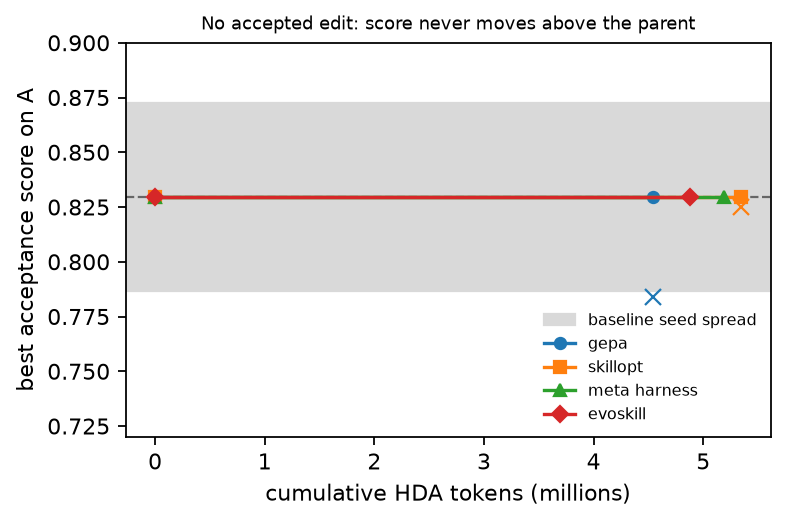 No accepted edit: score never moves above the parent
best acceptance score on A
0.900
0.875
0.850
0.825
0.800
0.775
0.750
0.725
baseline seed spread
gepa
skillopt
meta harness
evoskill
0 1 2 3 4 5
cumulative HDA tokens (millions)